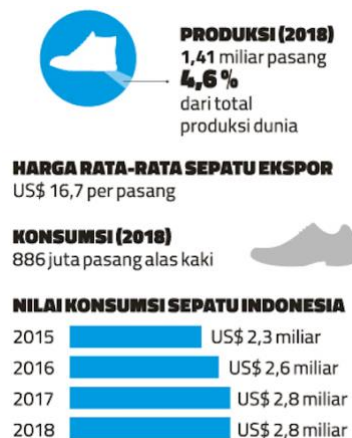 PRODUKSI (2018)
1,41 miliar pasang
4,6 %
dari total
produksi dunia
HARGA RATA-RATA SEPATU EKSPOR
US$ 16,7 per pasang
KONSUMSI (2018)
886 juta pasang alas kaki
NILAI KONSUMSI SEPATU INDONESIA
2015 US$ 2,3 miliar
2016 US$ 2,6 miliar
2017 US$ 2,8 miliar
2018 US$ 2,8 miliar